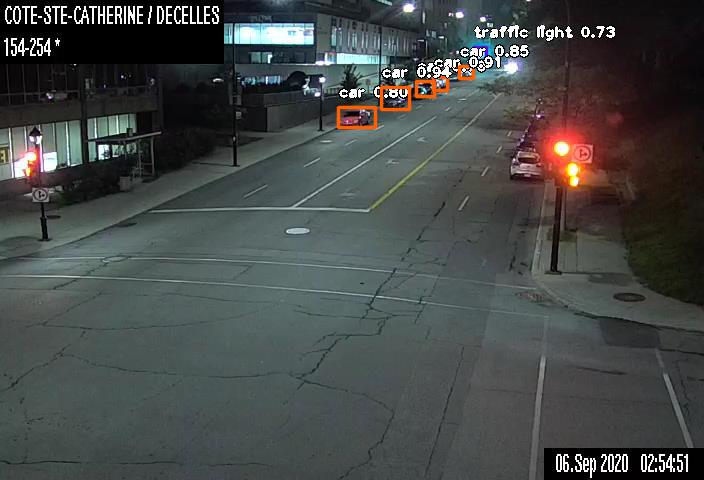 COTE-STE-CATHERINE / DECELLES
154-254 *
traffic light 0.73
car 0.85
car 0.91
car 0.94
car 0.80
06.Sep 2020 02:54:51